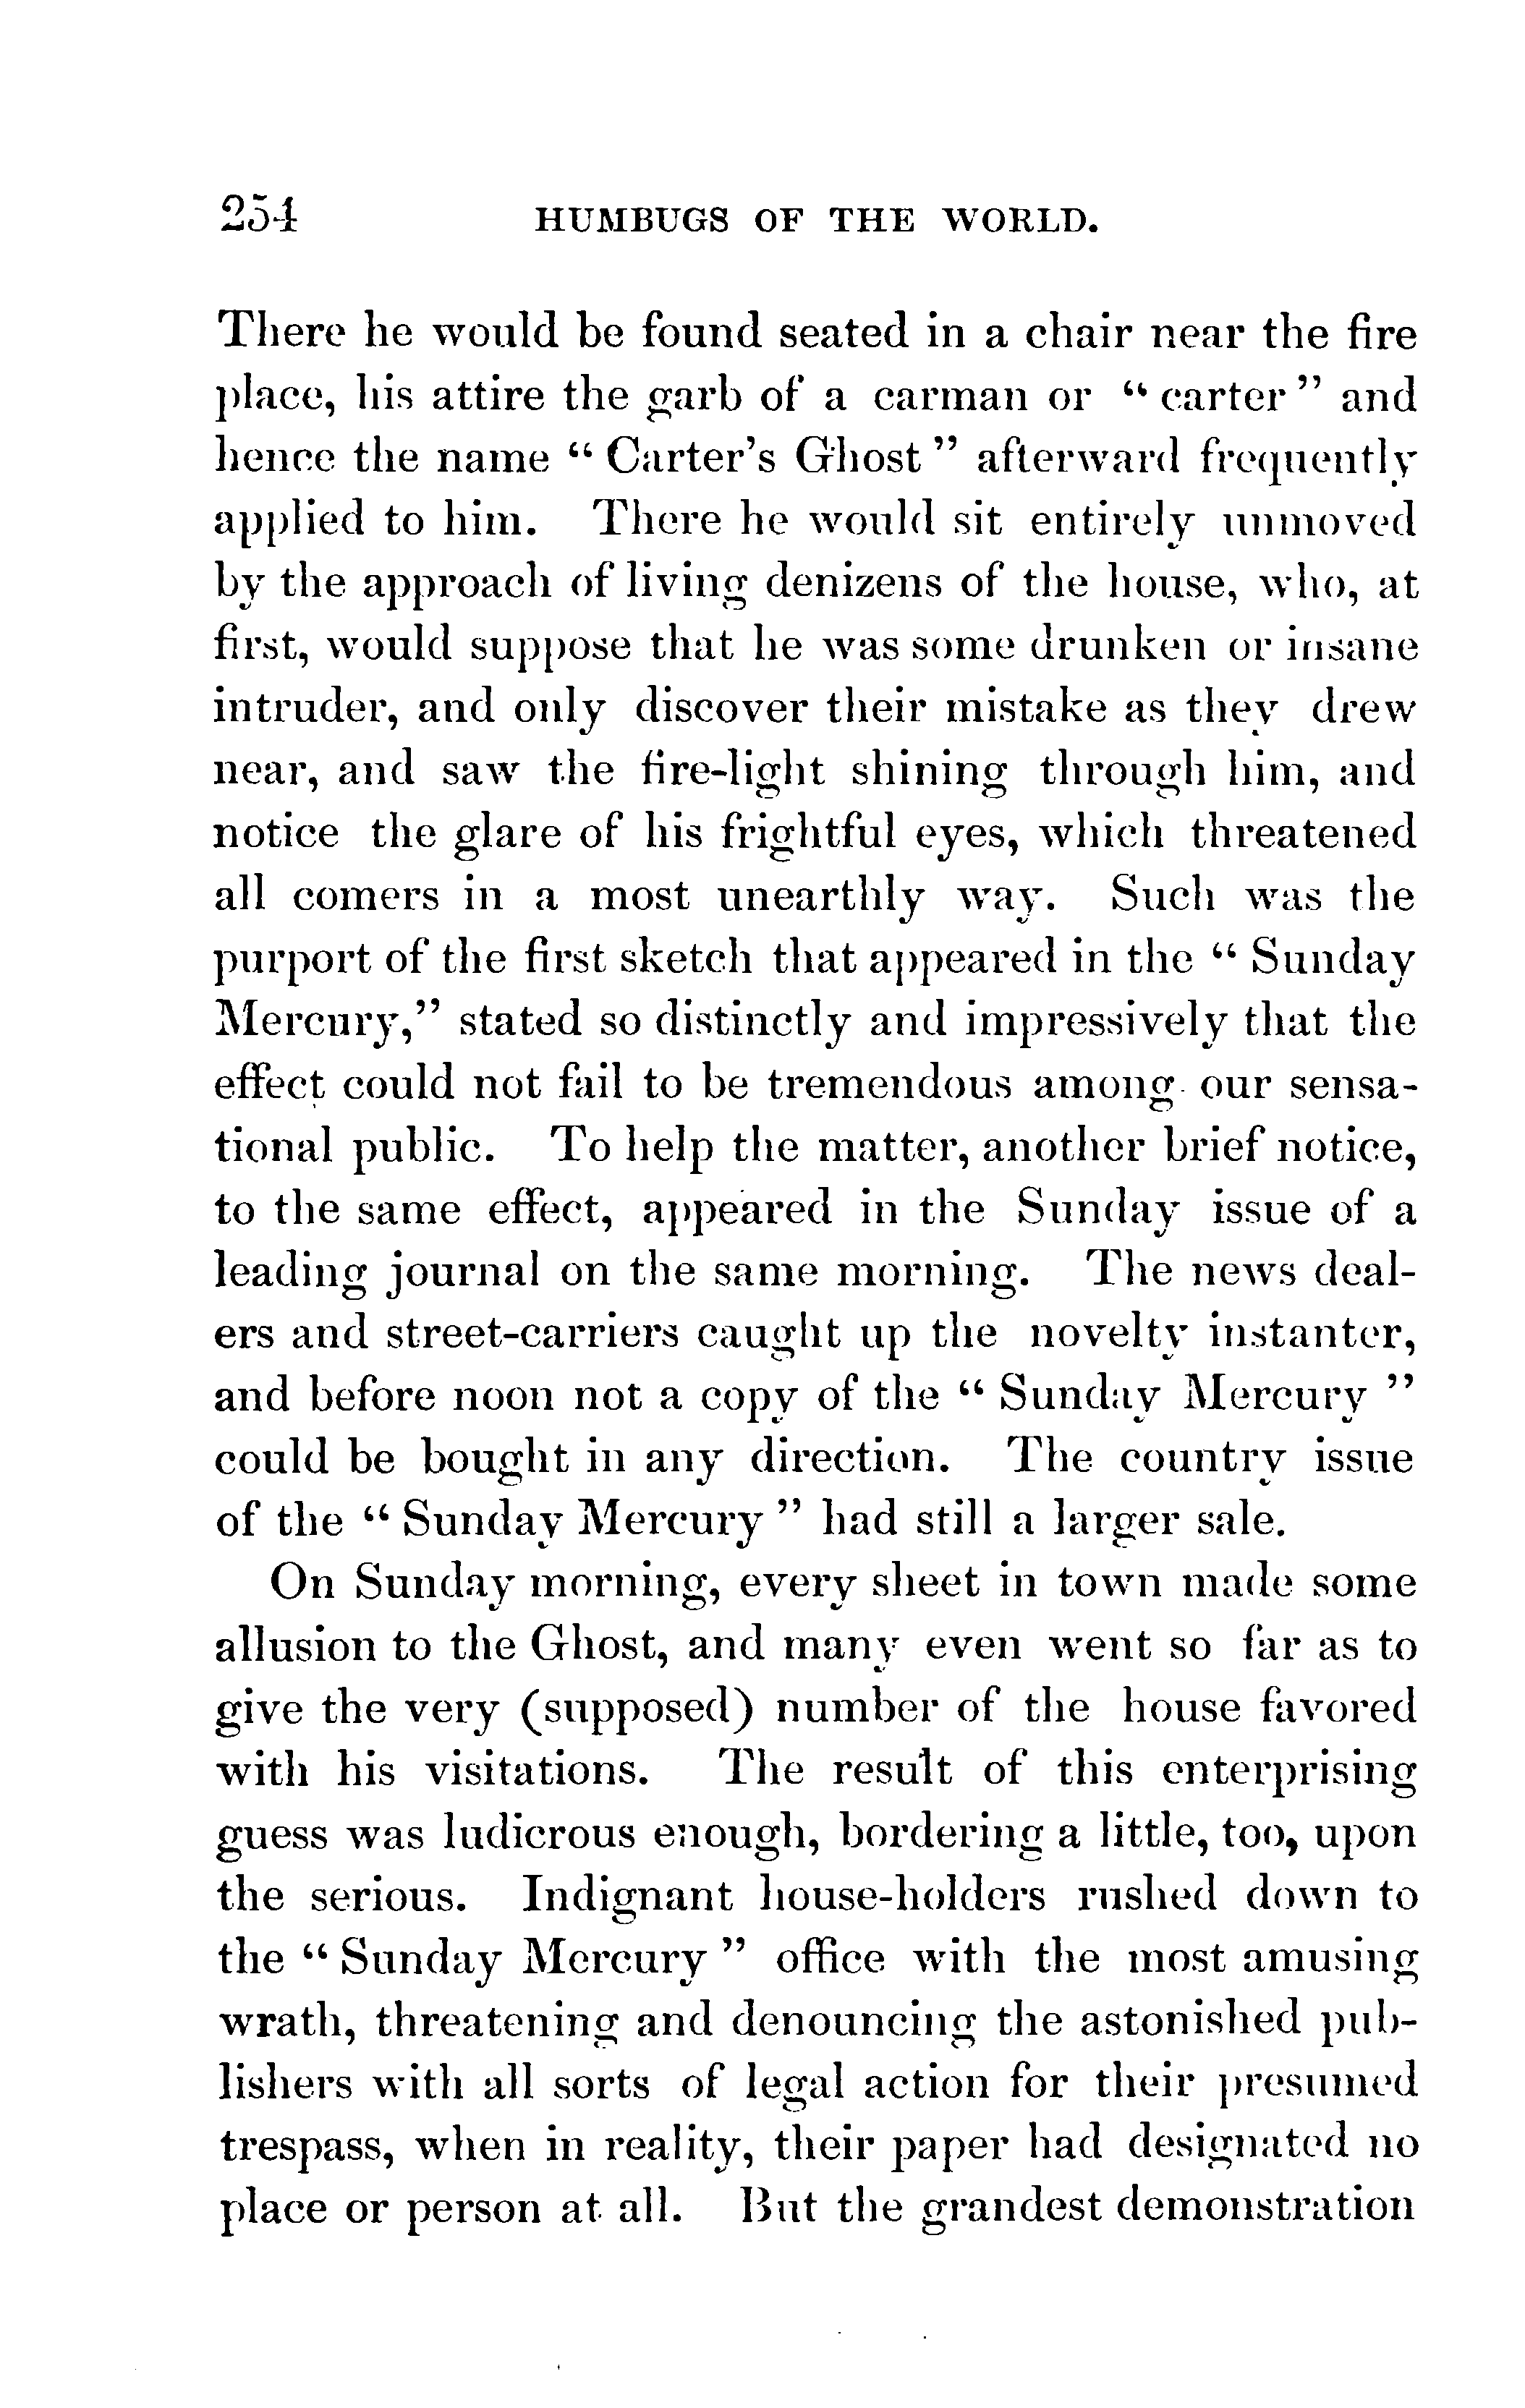 254 HUMBUGS OF THE WORLD.
There he would be found seated in a chair near the fire
place, his attire the garb of a carman or “ carter ” and
hence the name “ Carter’s Ghost ” afterward frequently
applied to him. There he would sit entirely unmoved
by the approach of living denizens of the house, who, at
first, would suppose that he was some drunken or insane
intruder, and only discover their mistake as they drew
near, and saw the fire-light shining through him, and
notice the glare of his frightful eyes, which threatened
all comers in a most unearthly way. Such was the
purport of the first sketch that appeared in the “ Sunday
Mercury,” stated so distinctly and impressively that the
effect could not fail to be tremendous among our sensa-
tional public. To help the matter, another brief notice,
to the same effect, appeared in the Sunday issue of a
leading journal on the same morning. The news deal-
ers and street-carriers caught up the novelty instanter,
and before noon not a copy of the “ Sunday Mercury ”
could be bought in any direction. The country issue
of the “ Sunday Mercury ” had still a larger sale.
On Sunday morning, every sheet in town made some
allusion to the Ghost, and many even went so far as to
give the very (supposed) number of the house favored
with his visitations. The result of this enterprising
guess was ludicrous enough, bordering a little, too, upon
the serious. Indignant house-holders rushed down to
the “ Sunday Mercury ” office with the most amusing
wrath, threatening and denouncing the astonished pub-
lishers with all sorts of legal action for their presumed
trespass, when in reality, their paper had designated no
place or person at all. But the grandest demonstration